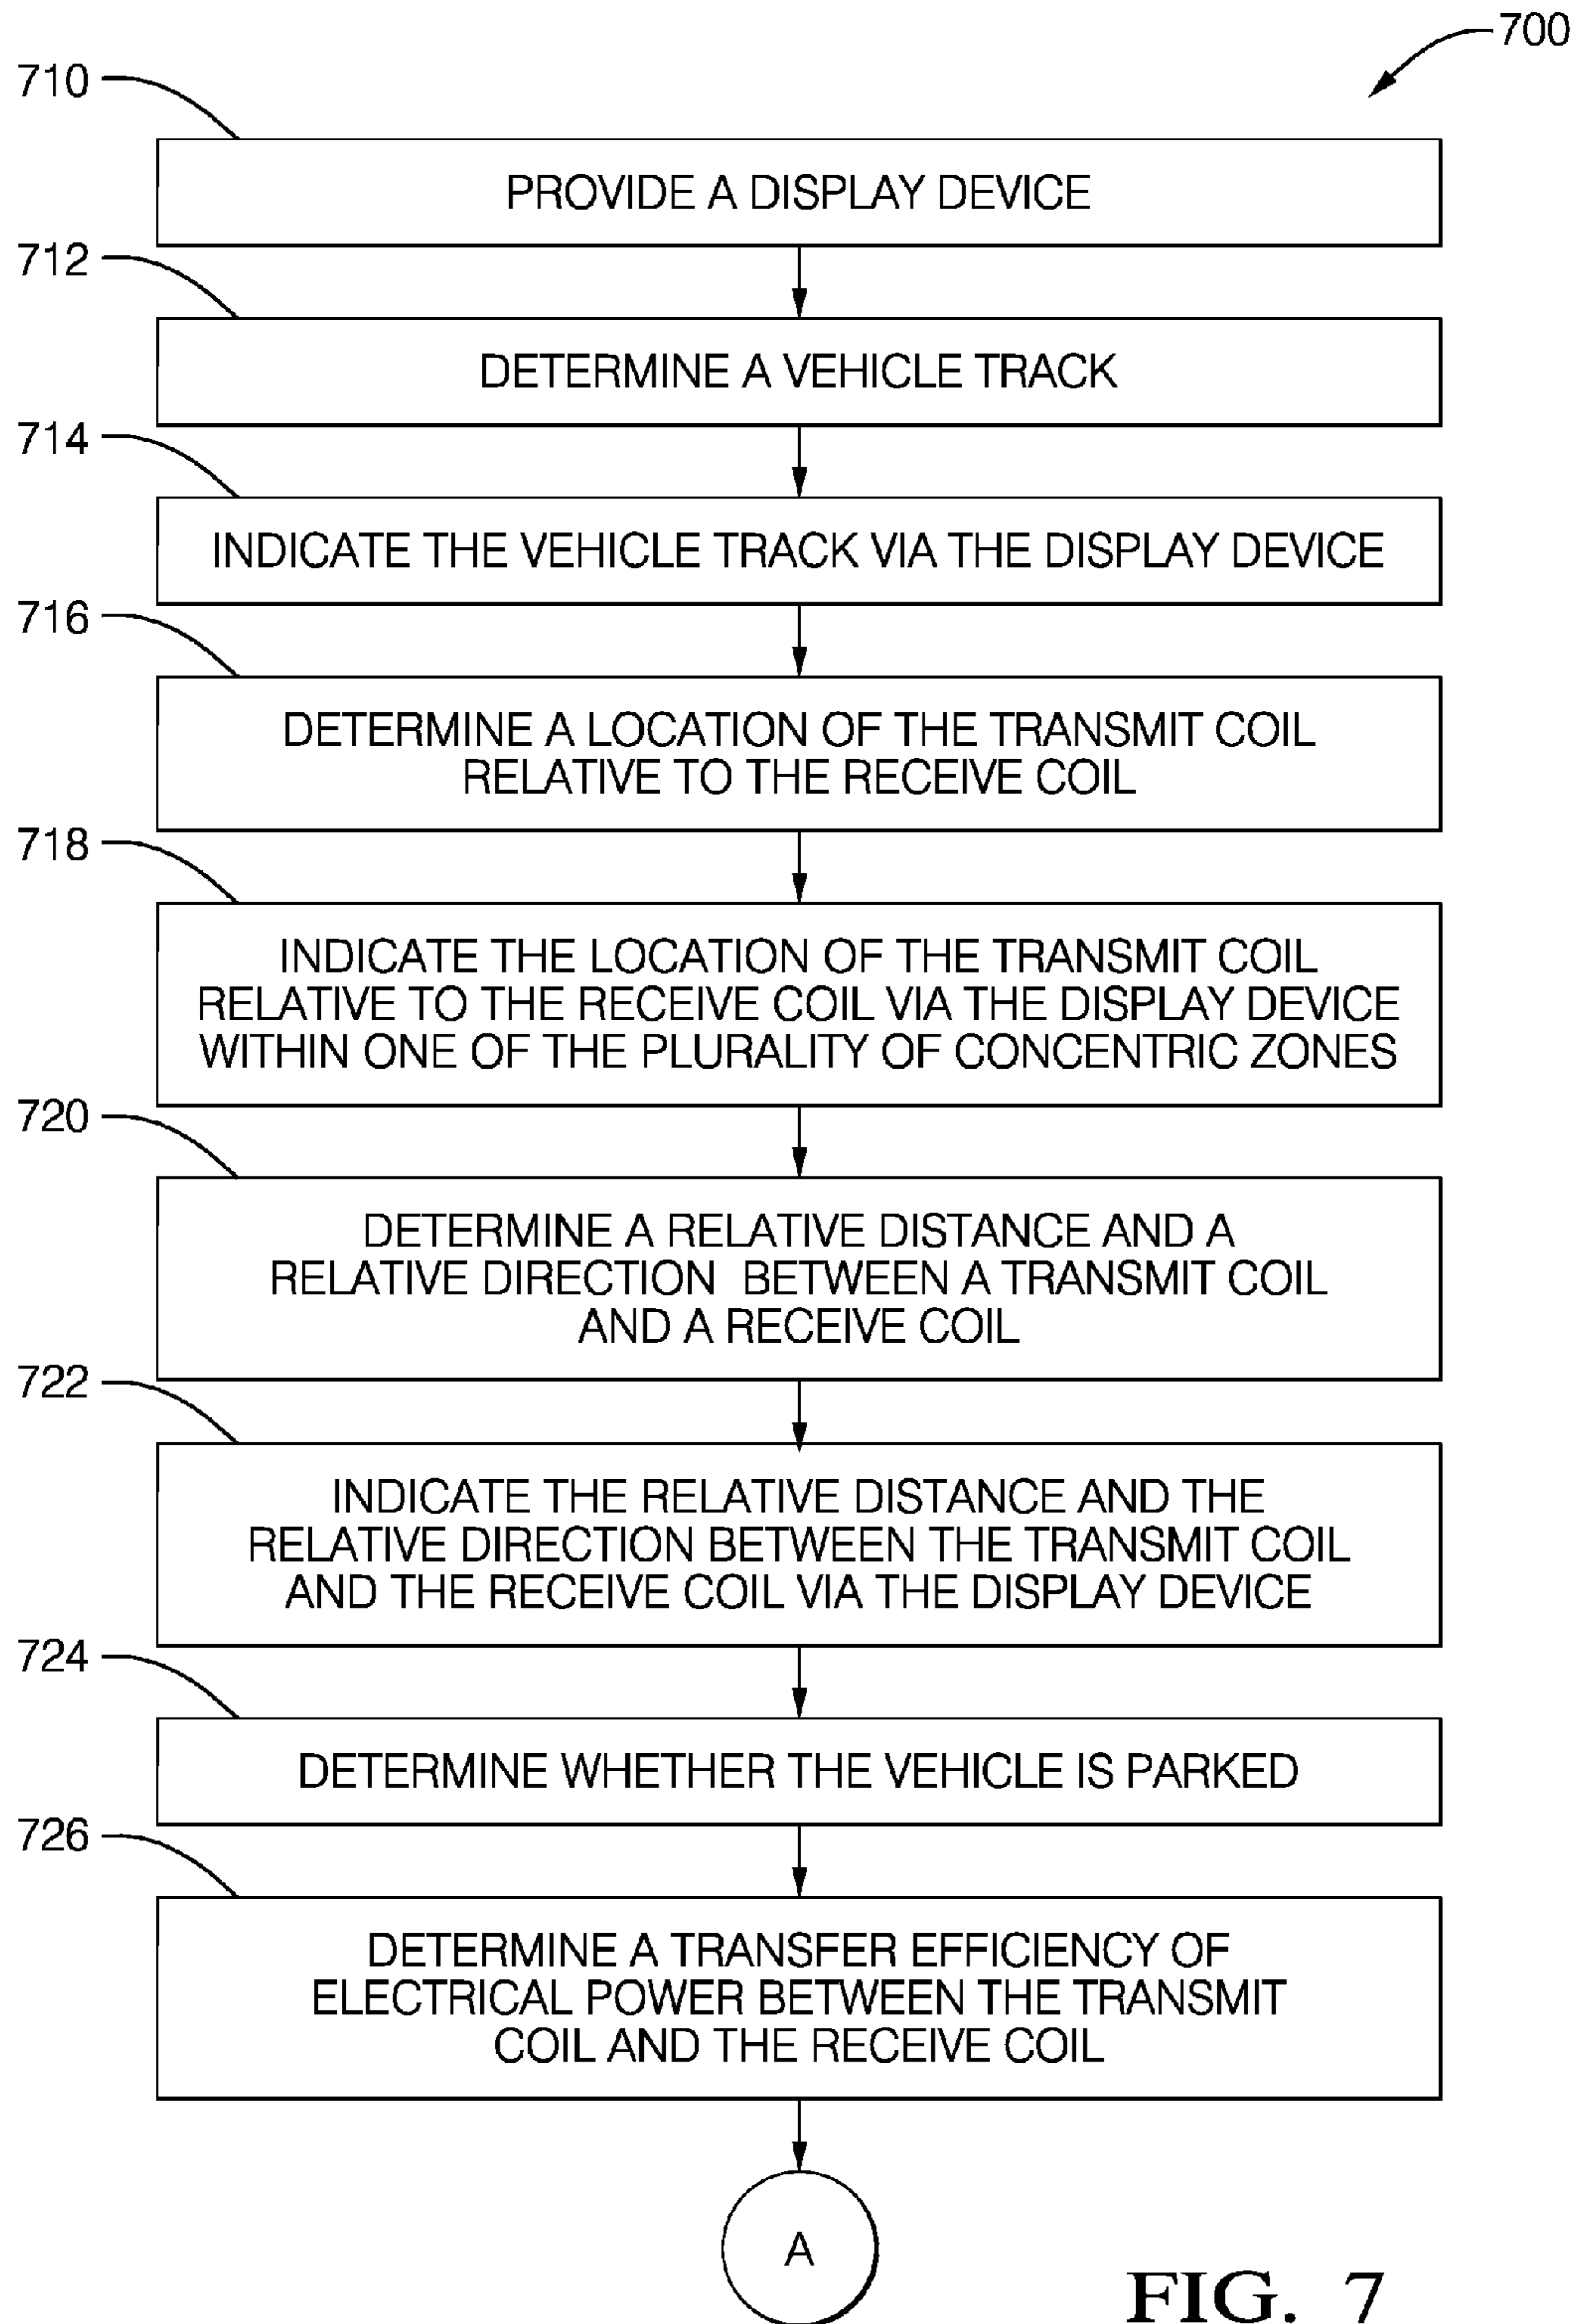 700
710
PROVIDE A DISPLAY DEVICE
712
DETERMINE A VEHICLE TRACK
714
INDICATE THE VEHICLE TRACK VIA THE DISPLAY DEVICE
716
DETERMINE A LOCATION OF THE TRANSMIT COIL
RELATIVE TO THE RECEIVE COIL
718
INDICATE THE LOCATION OF THE TRANSMIT COIL
RELATIVE TO THE RECEIVE COIL VIA THE DISPLAY DEVICE
WITHIN ONE OF THE PLURALITY OF CONCENTRIC ZONES
720
DETERMINE A RELATIVE DISTANCE AND A
RELATIVE DIRECTION BETWEEN A TRANSMIT COIL
AND A RECEIVE COIL
722
INDICATE THE RELATIVE DISTANCE AND THE
RELATIVE DIRECTION BETWEEN THE TRANSMIT COIL
AND THE RECEIVE COIL VIA THE DISPLAY DEVICE
724
DETERMINE WHETHER THE VEHICLE IS PARKED
726
DETERMINE A TRANSFER EFFICIENCY OF
ELECTRICAL POWER BETWEEN THE TRANSMIT
COIL AND THE RECEIVE COIL
A
FIG. 7